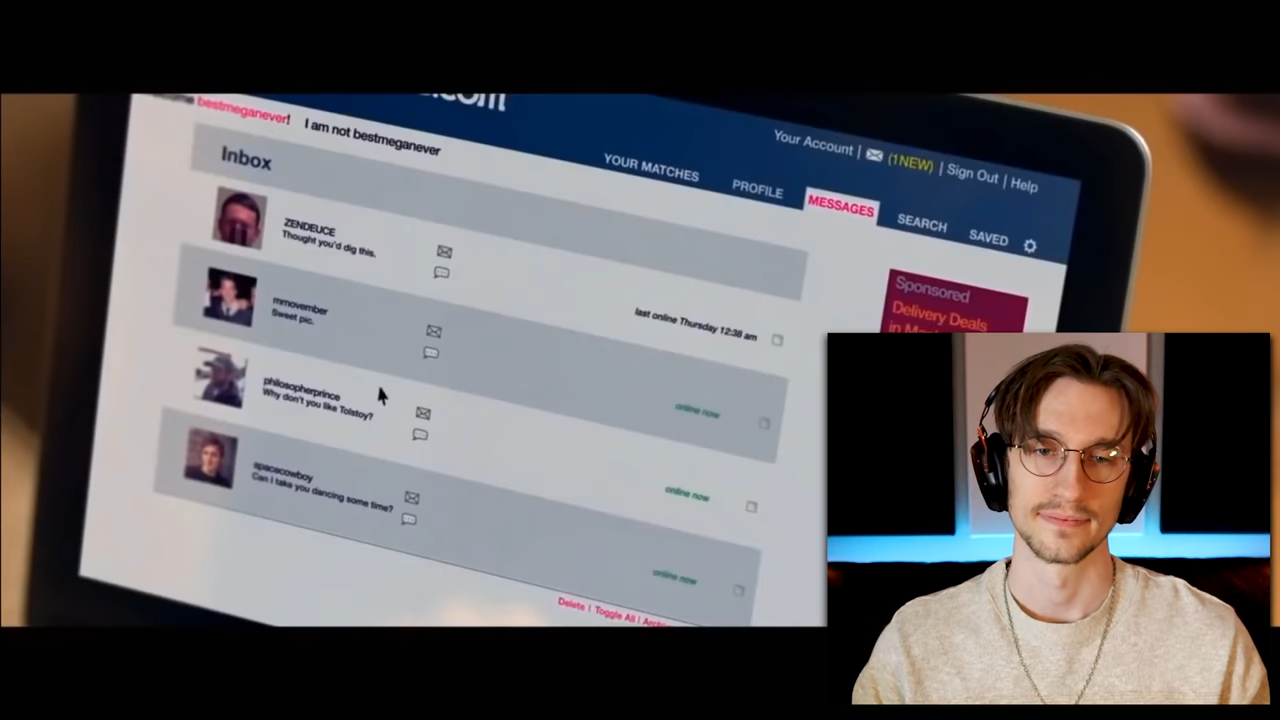 .com
bestmeganever! I am not bestmeganever
Your Account | (1NEW) | Sign Out | Help
YOUR MATCHES PROFILE MESSAGES SEARCH SAVED
Inbox
ZENDEUCE
Thought you'd dig this.
last online Thursday 12:38 am
mmovember
Sweet pic.
online now
philosopherprince
Why don't you like Tolstoy?
online now
spacecowboy
Can I take you dancing some time?
online now
Delete | Toggle All |
Sponsored
Delivery Deals
in